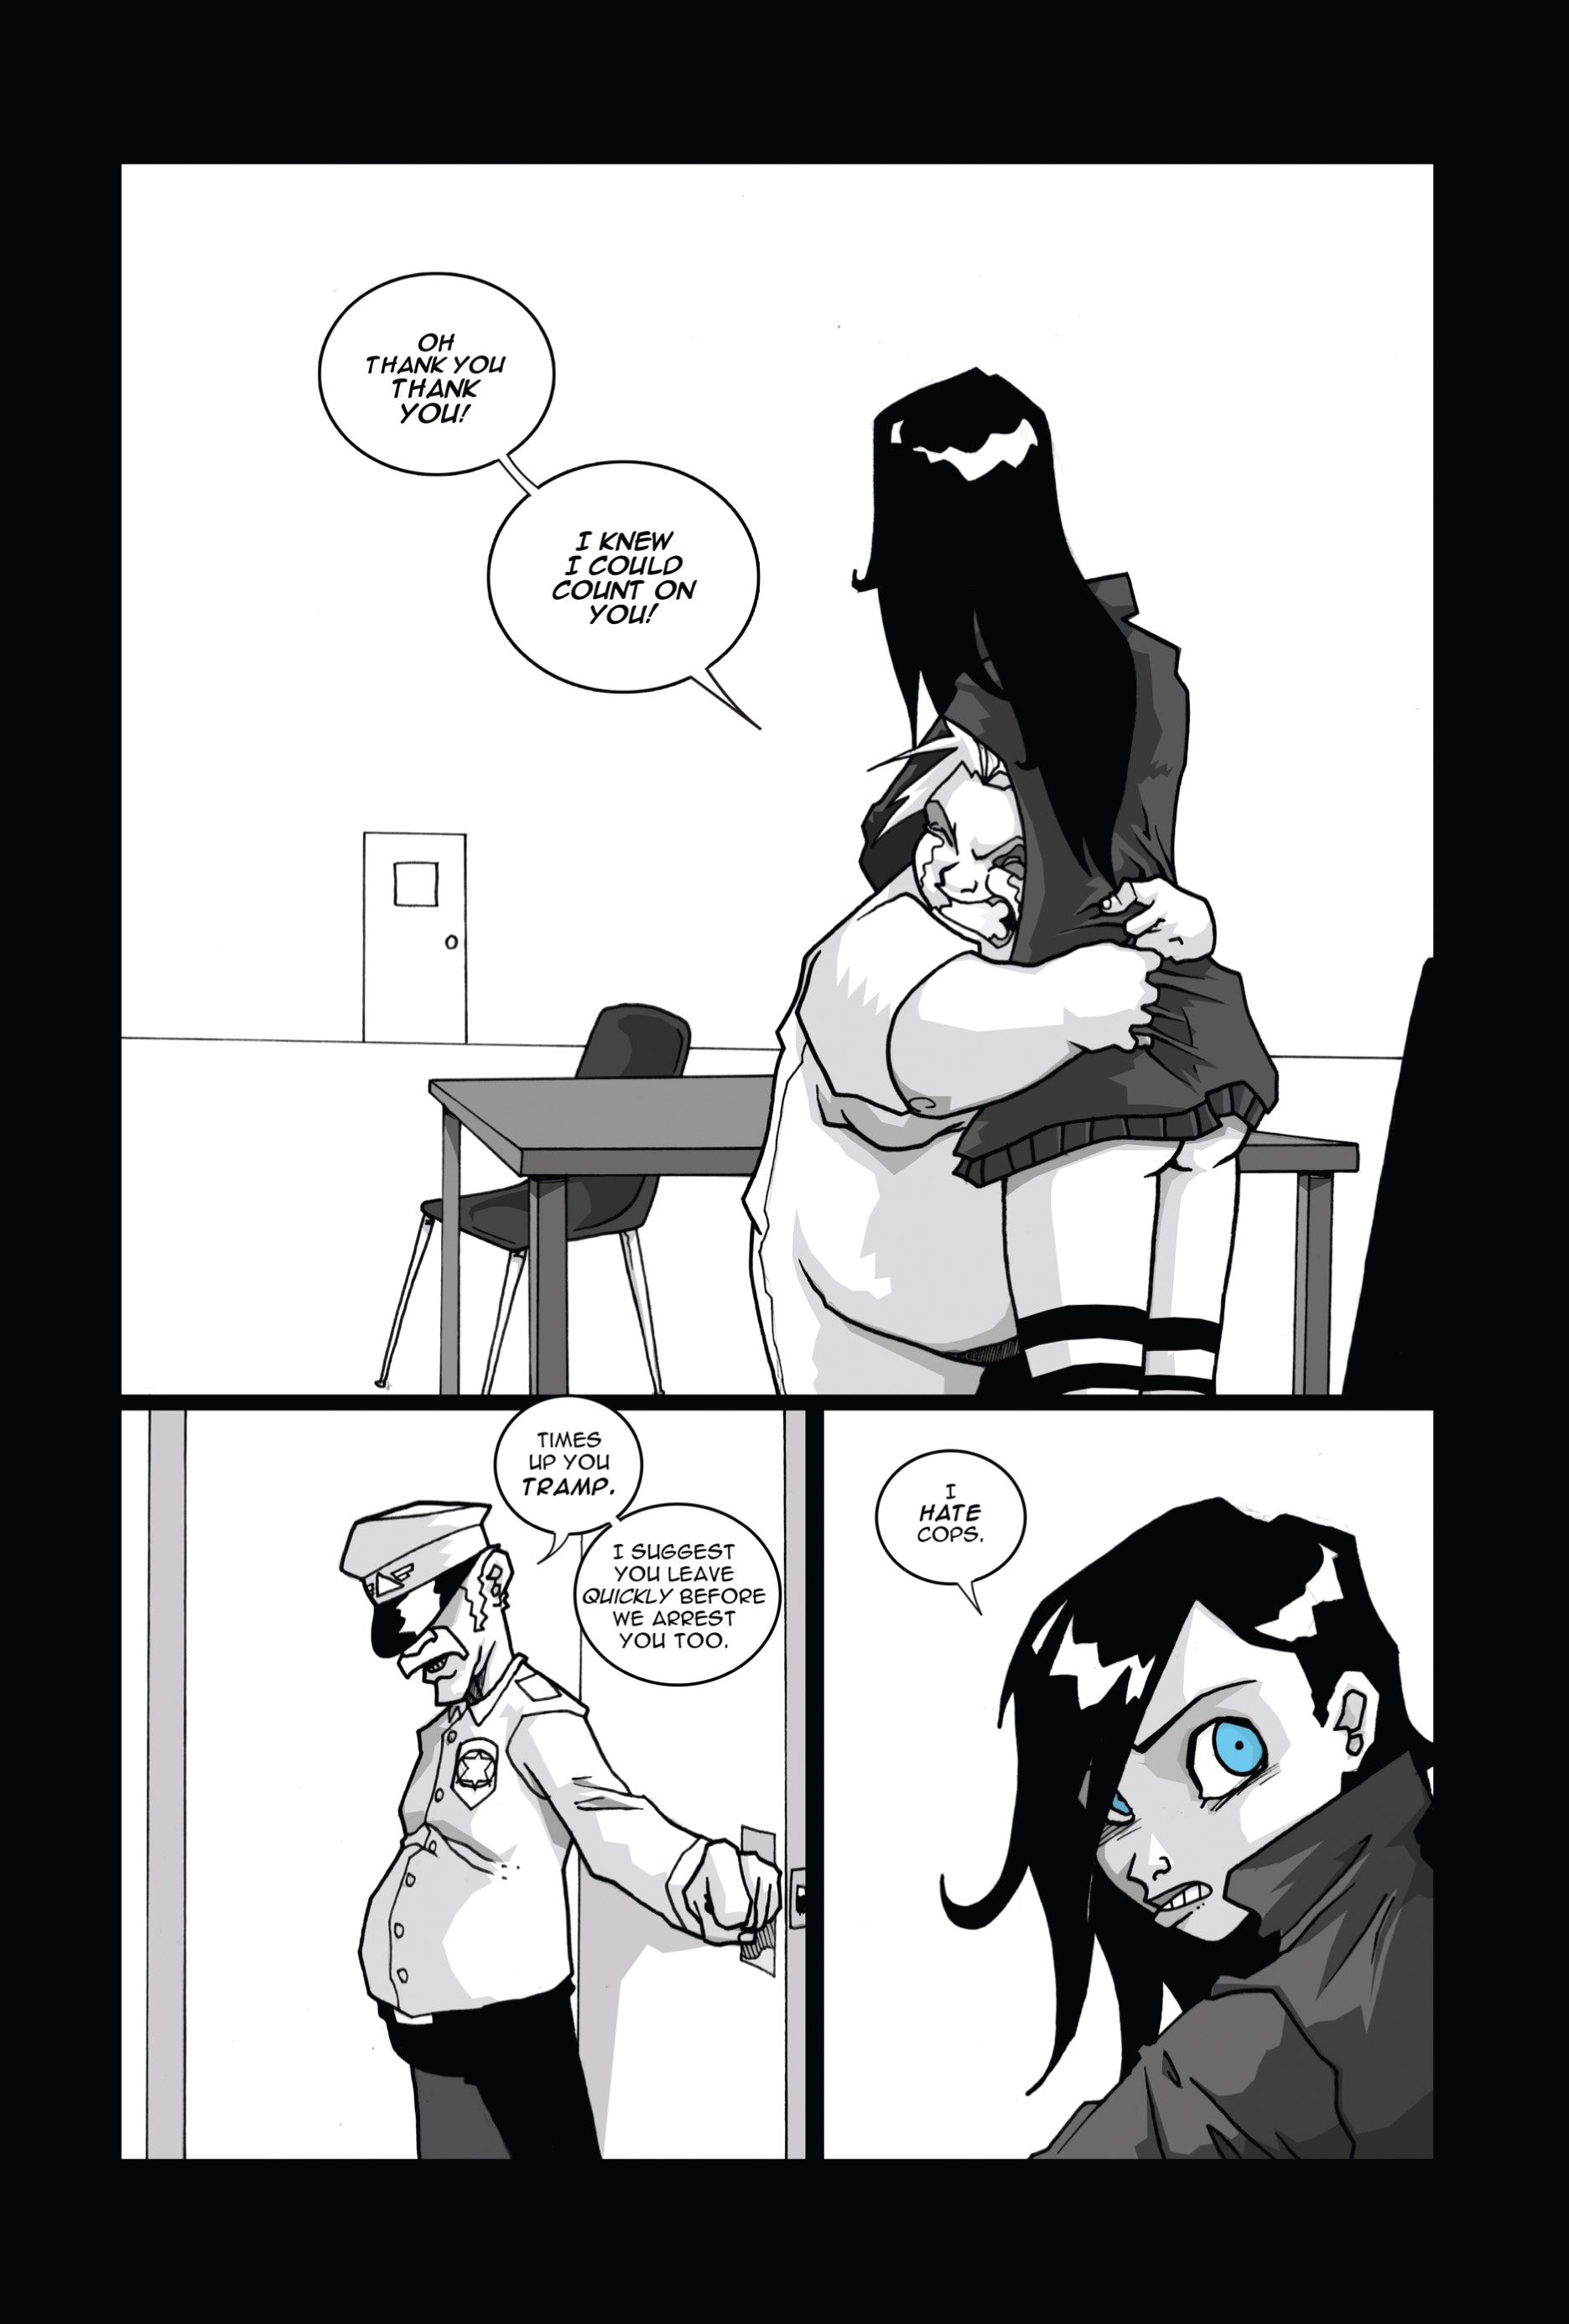 OH
THANK YOU
THANK
YOU!
I KNEW
I COULD
COUNT ON
YOU!
TIMES
UP YOU
TRAMP.
I SUGGEST
YOU LEAVE
QUICKLY BEFORE
WE ARREST
YOU TOO.
I
HATE
COPS.